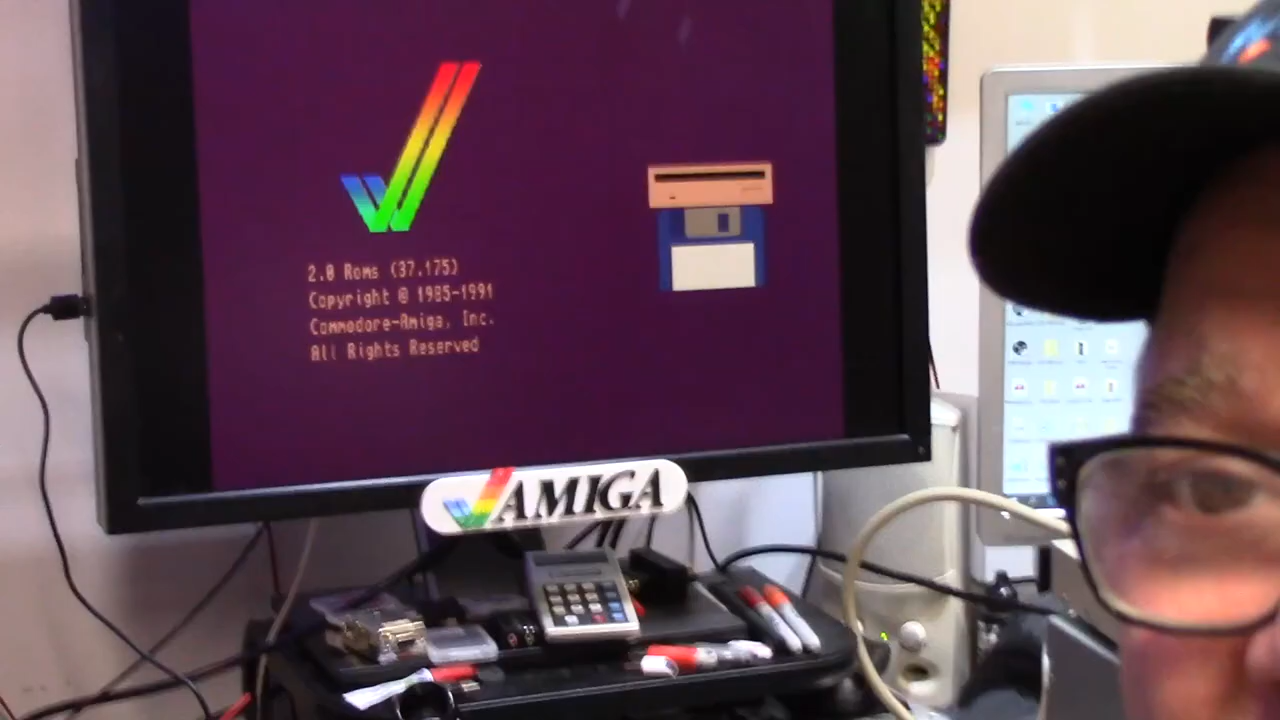 2.0 Roms (37.175)
Copyright © 1985-1991
Commodore-Amiga, Inc.
All Rights Reserved
AMIGA